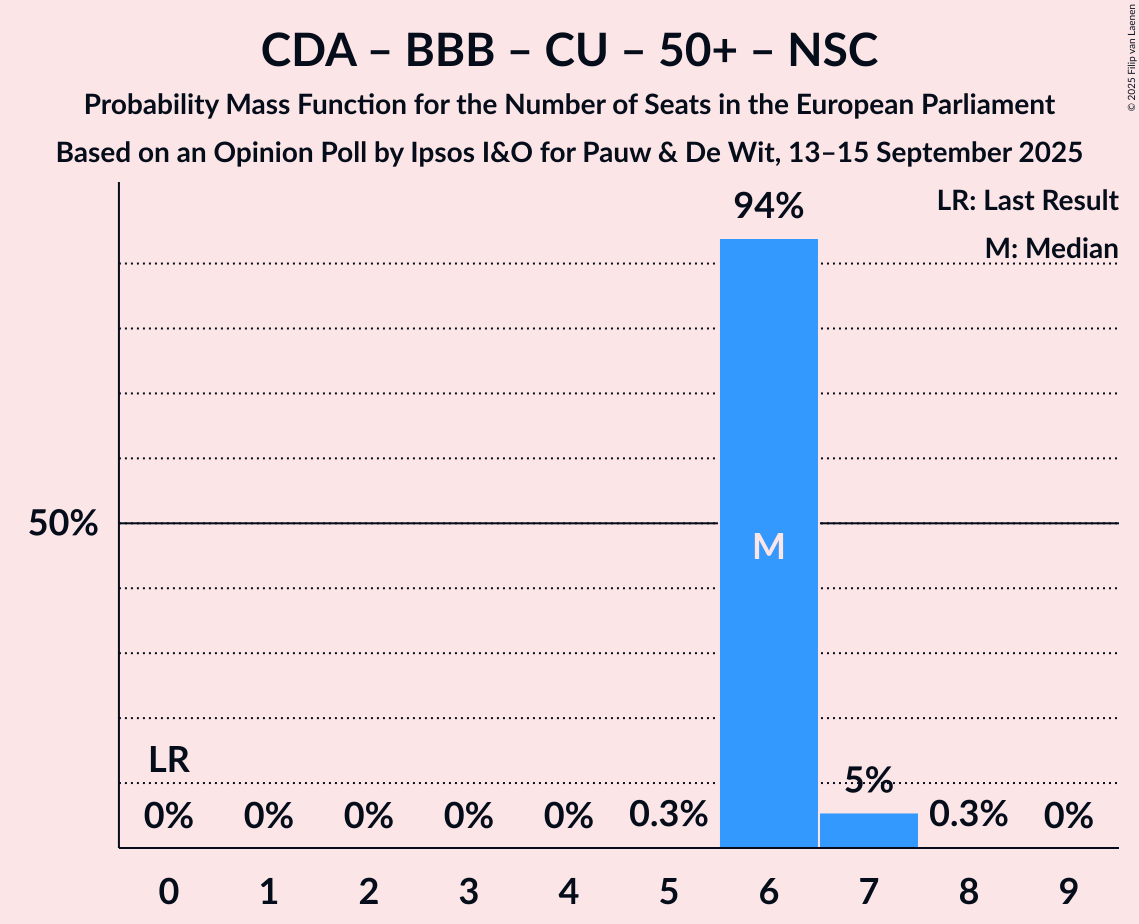 CDA – BBB – CU – 50+ – NSC
Probability Mass Function for the Number of Seats in the European Parliament
Based on an Opinion Poll by Ipsos I&O for Pauw & De Wit, 13–15 September 2025
© 2025 Filip van Laenen
LR: Last Result
M: Median
94%
50%
M
LR
5%
0% 0% 0% 0% 0% 0.3% 0.3% 0%
0 1 2 3 4 5 6 7 8 9